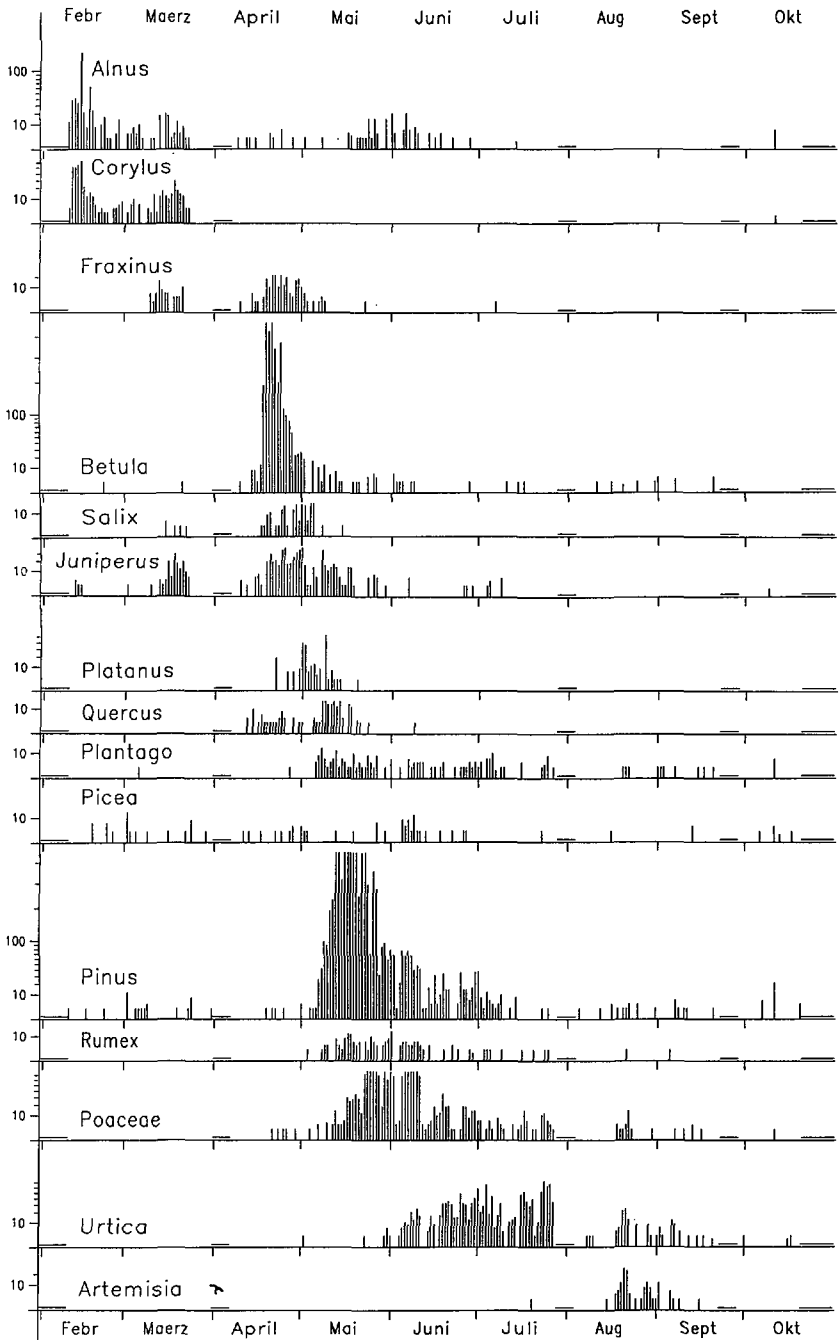 Febr Maerz April Mai Juni Juli Aug Sept Okt
Alnus
100
10
Corylus
10
Fraxinus
10
Betula
100
10
Salix
10
Juniperus
10
Platanus
10
Quercus
10
Plantago
10
Picea
10
Pinus
100
10
Rumex
10
Poaceae
10
Urtica
10
Artemisia
10
Febr Maerz April Mai Juni Juli Aug Sept Okt